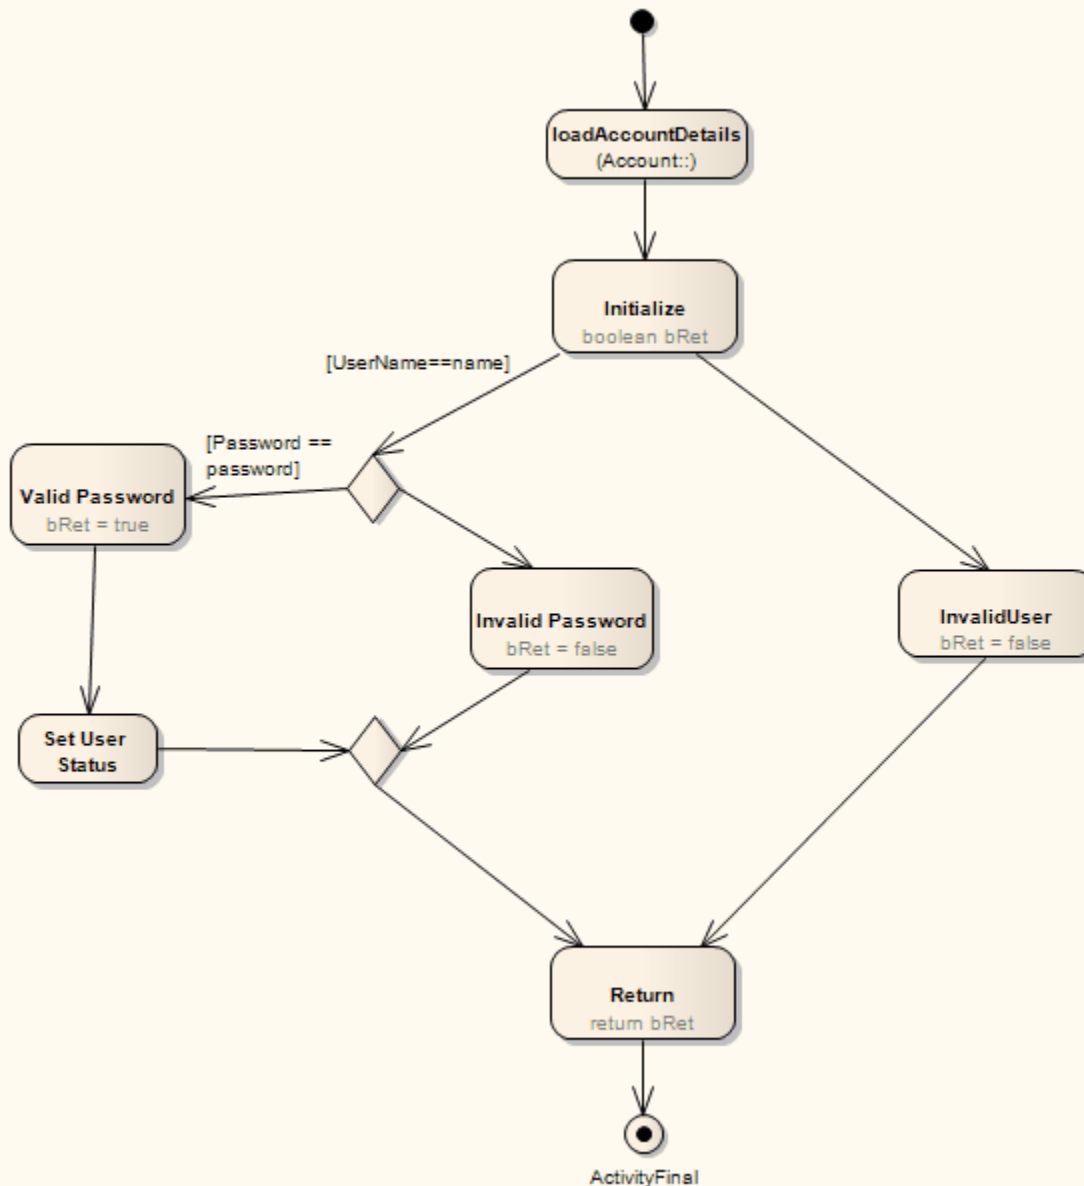 loadAccountDetails
(Account::)
Initialize
boolean bRet
[UserName==name]
[Password ==
password]
Valid Password
bRet = true
Invalid Password
bRet = false
InvalidUser
bRet = false
Set User
Status
Return
return bRet
ActivityFinal